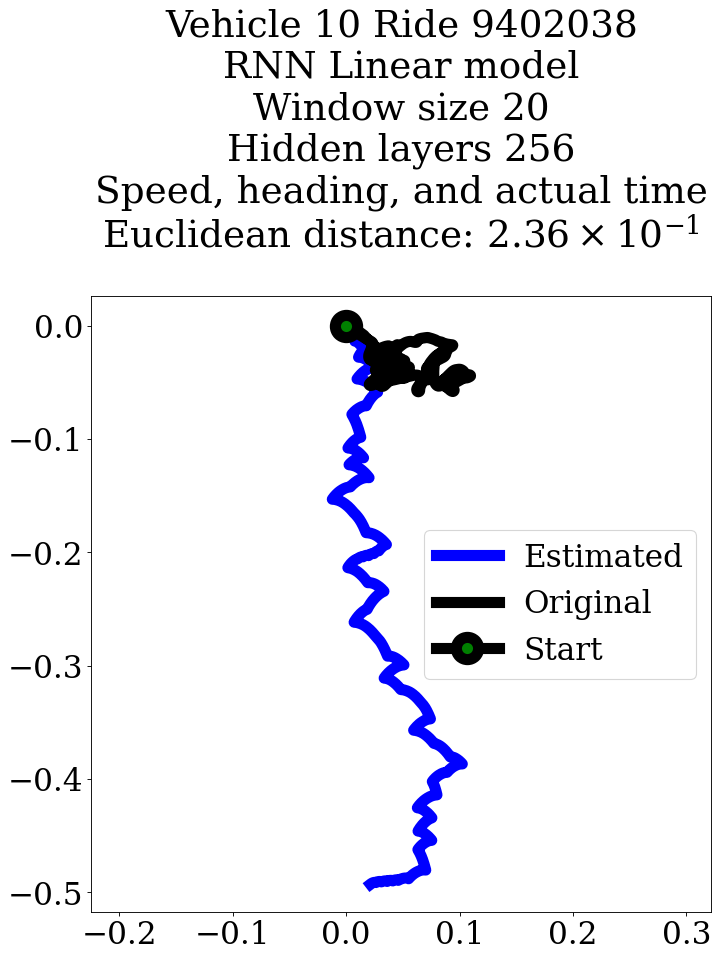 Vehicle 10 Ride 9402038
RNN Linear model
Window size 20
Hidden layers 256
Speed, heading, and actual time
Euclidean distance: 2.36 × 10⁻¹
0.0
−0.1
−0.2
−0.3
−0.4
−0.5
Estimated
Original
Start
−0.2 −0.1 0.0 0.1 0.2 0.3